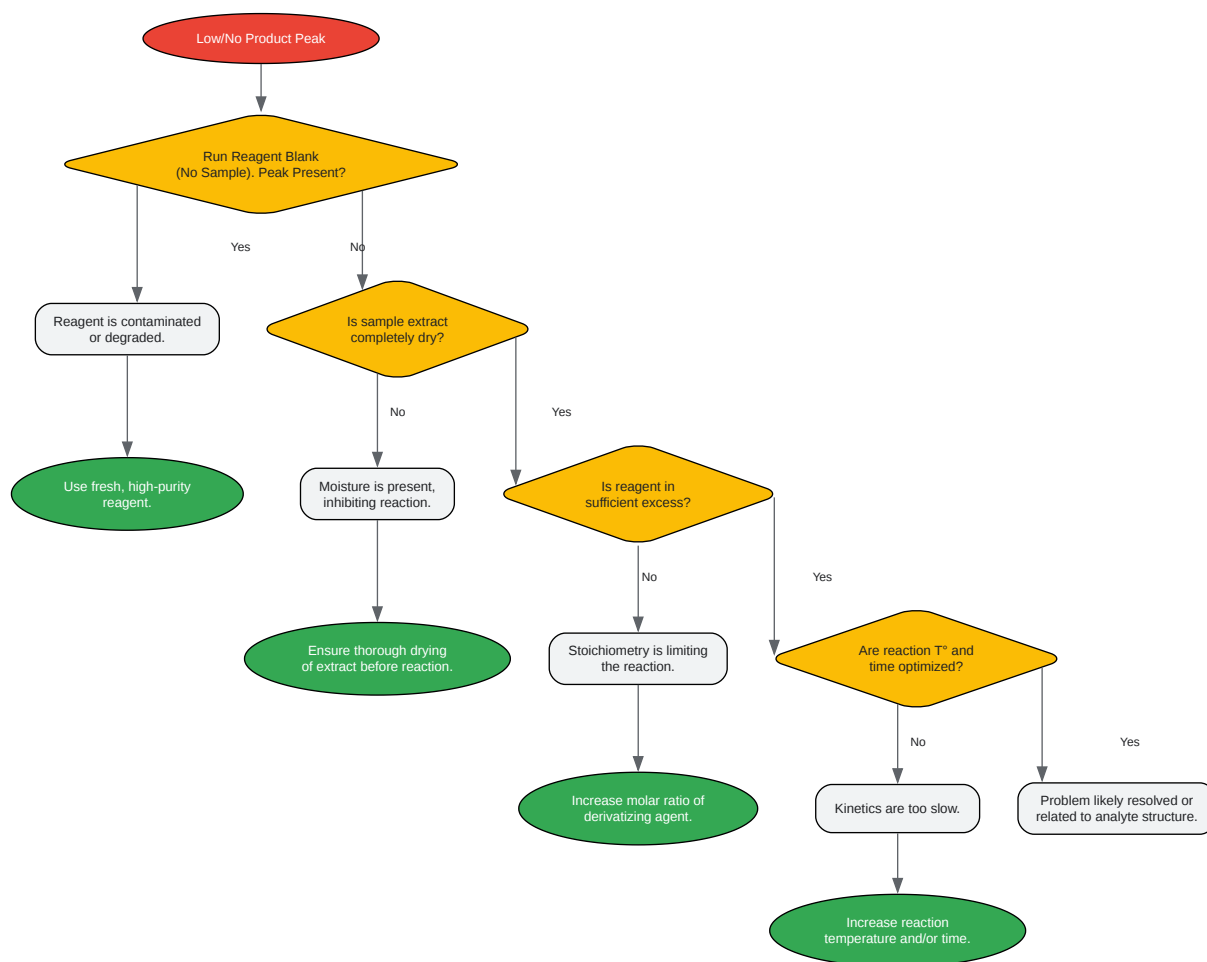 Low/No Product Peak
Run Reagent Blank
(No Sample). Peak Present?
Yes
No
Reagent is contaminated
or degraded.
Is sample extract
completely dry?
No
Yes
Use fresh, high-purity
reagent.
Moisture is present,
inhibiting reaction.
Is reagent in
sufficient excess?
No
Yes
Ensure thorough drying
of extract before reaction.
Stoichiometry is limiting
the reaction.
Are reaction T° and
time optimized?
No
Yes
Increase molar ratio of
derivatizing agent.
Kinetics are too slow.
Problem likely resolved or
related to analyte structure.
Increase reaction
temperature and/or time.